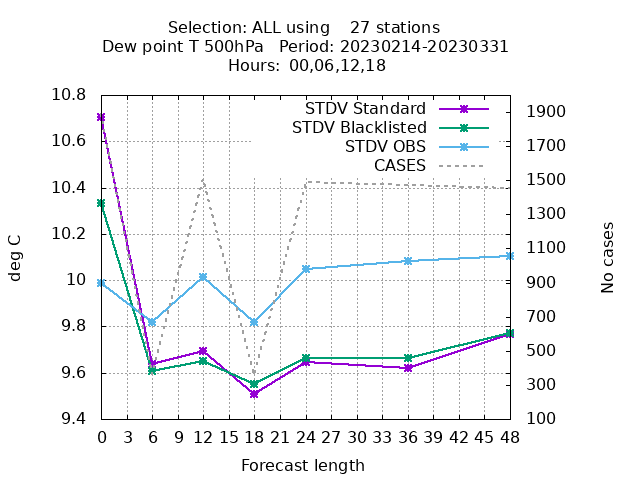 Selection: ALL using    27 stations
Dew point T 500hPa   Period: 20230214-20230331
Hours: 00,06,12,18
10.8
10.6
10.4
10.2
10
9.8
9.6
9.4
deg C
STDV Standard
STDV Blacklisted
STDV OBS
CASES
1900
1700
1500
1300
1100
900
700
500
300
100
No cases
0 3 6 9 12 15 18 21 24 27 30 33 36 39 42 45 48
Forecast length